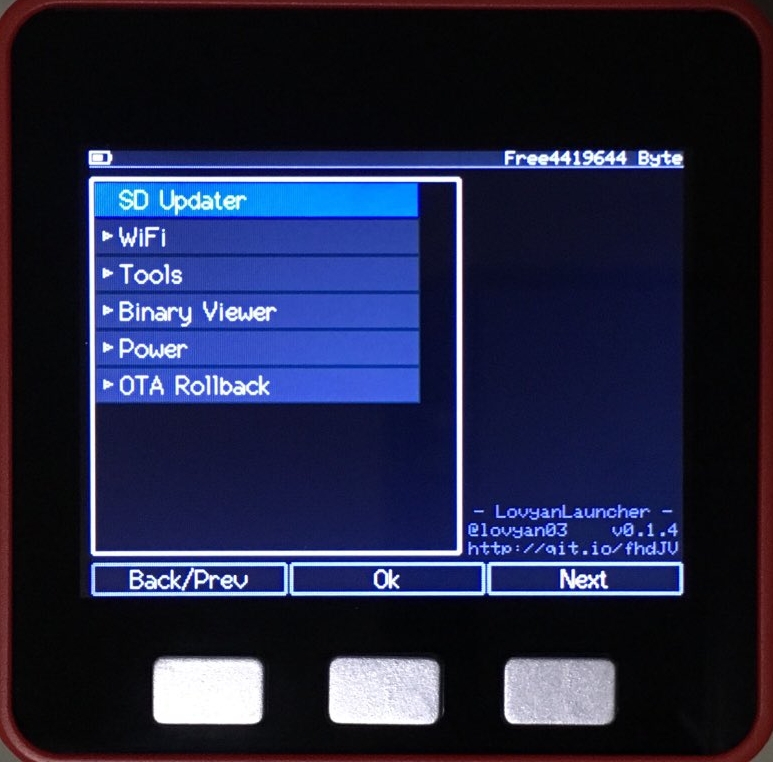 Free4419644 Byte
SD Updater
WiFi
Tools
Binary Viewer
Power
OTA Rollback
- LovyanLauncher -
@lovyan03 v0.1.4
http://git.io/fhdJV
Back/Prev Ok Next